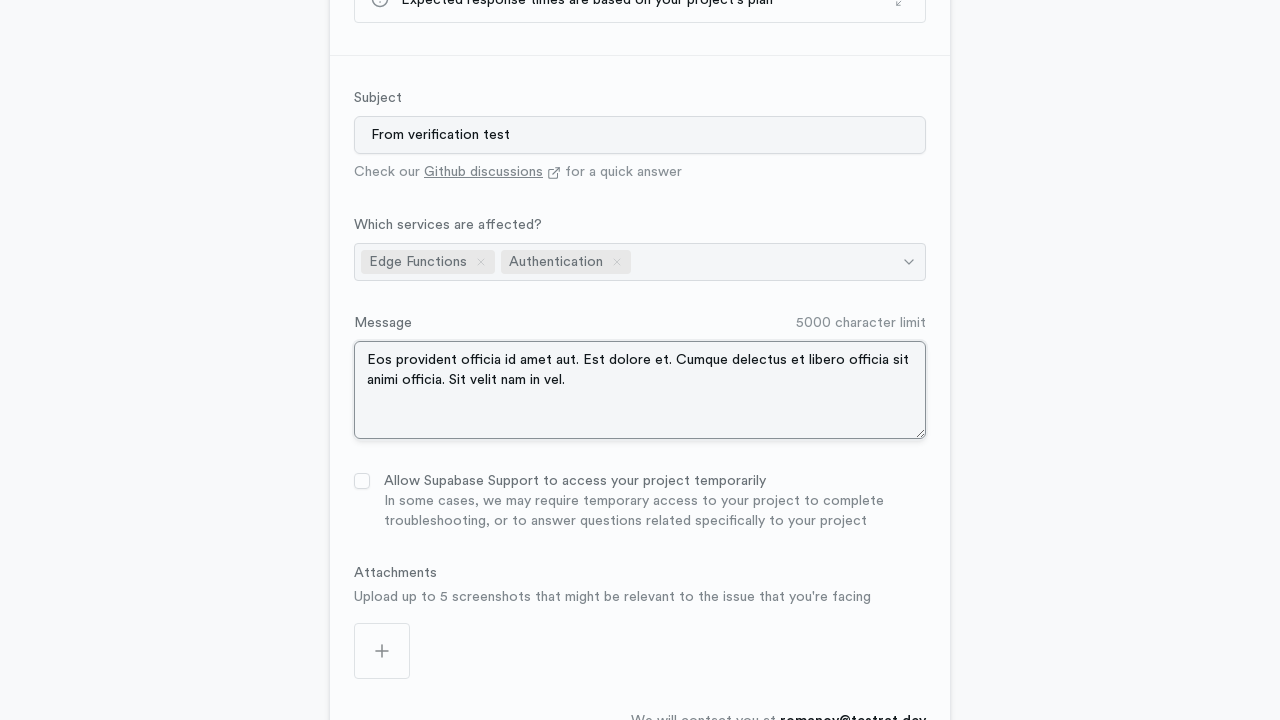 Expected response times are based on your project's plan
Subject
From verification test
Check our Github discussions for a quick answer
Which services are affected?
Edge Functions Authentication
Message 5000 character limit
Eos provident officia id amet aut. Est dolore et. Cumque delectus et libero officia sit
animi officia. Sit velit nam in vel.
Allow Supabase Support to access your project temporarily
In some cases, we may require temporary access to your project to complete
troubleshooting, or to answer questions related specifically to your project
Attachments
Upload up to 5 screenshots that might be relevant to the issue that you're facing
We will contact you at romanov@testrat.dev